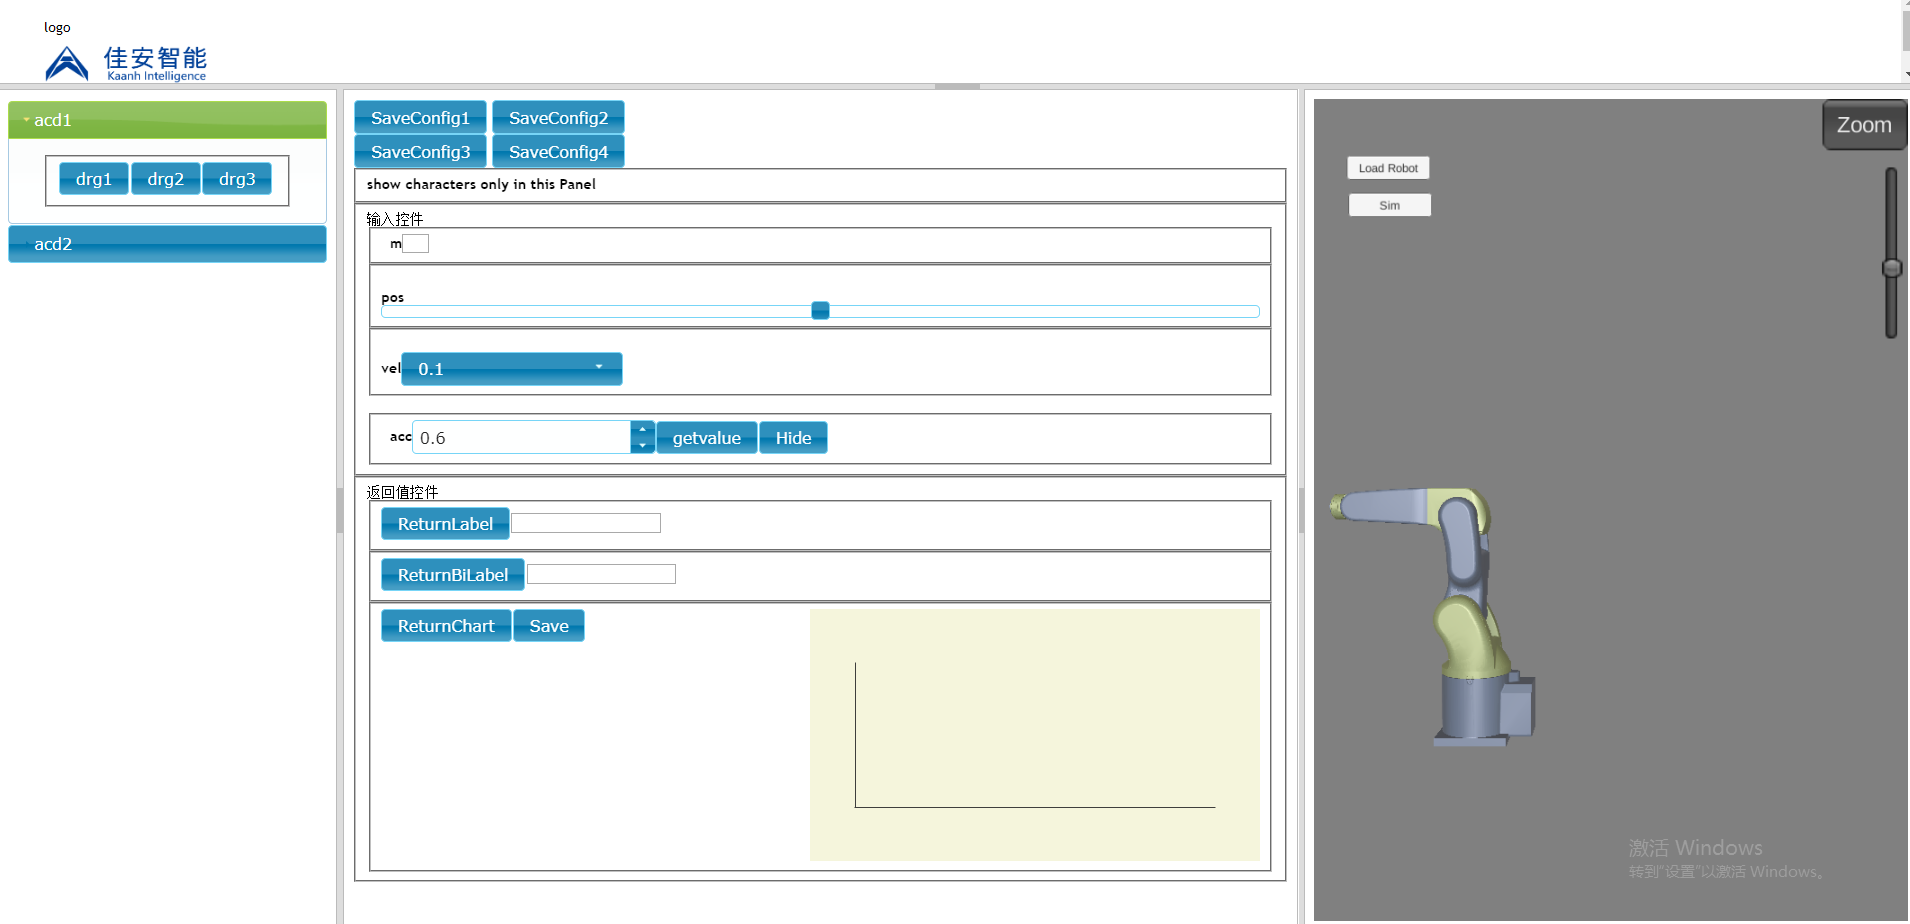 logo
佳安智能
Kaanh Intelligence
acd1
drg1 drg2 drg3
acd2
SaveConfig1 SaveConfig2
SaveConfig3 SaveConfig4
show characters only in this Panel
输入控件
m
pos
vel 0.1
acc 0.6 getvalue Hide
返回值控件
ReturnLabel
ReturnBiLabel
ReturnChart Save
Zoom
Load Robot
Sim
激活 Windows
转到"设置"以激活 Windows。